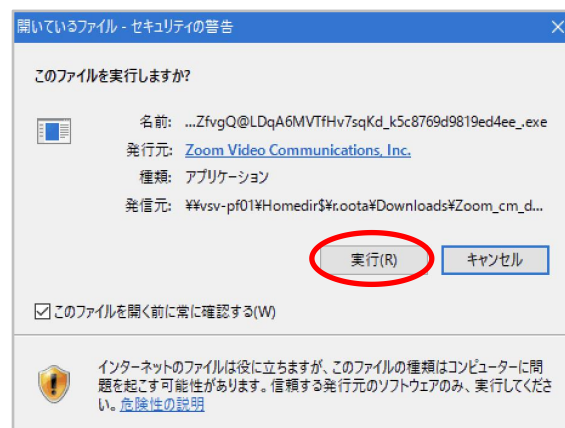 開いているファイル - セキュリティの警告
このファイルを実行しますか?
名前: ...ZfvgQ@LDqA6MVTfHv7sqKd_k5c8769d9819ed4ee_.exe
発行元: Zoom Video Communications, Inc.
種類: アプリケーション
発信元: ¥¥vsv-pf01¥Homedir$¥r.oota¥Downloads¥Zoom_cm_d...
実行(R) キャンセル
このファイルを開く前に常に確認する(W)
インターネットのファイルは役に立ちますが、このファイルの種類はコンピューターに問
題を起こす可能性があります。信頼する発行元のソフトウェアのみ、実行してくださ
い。危険性の説明